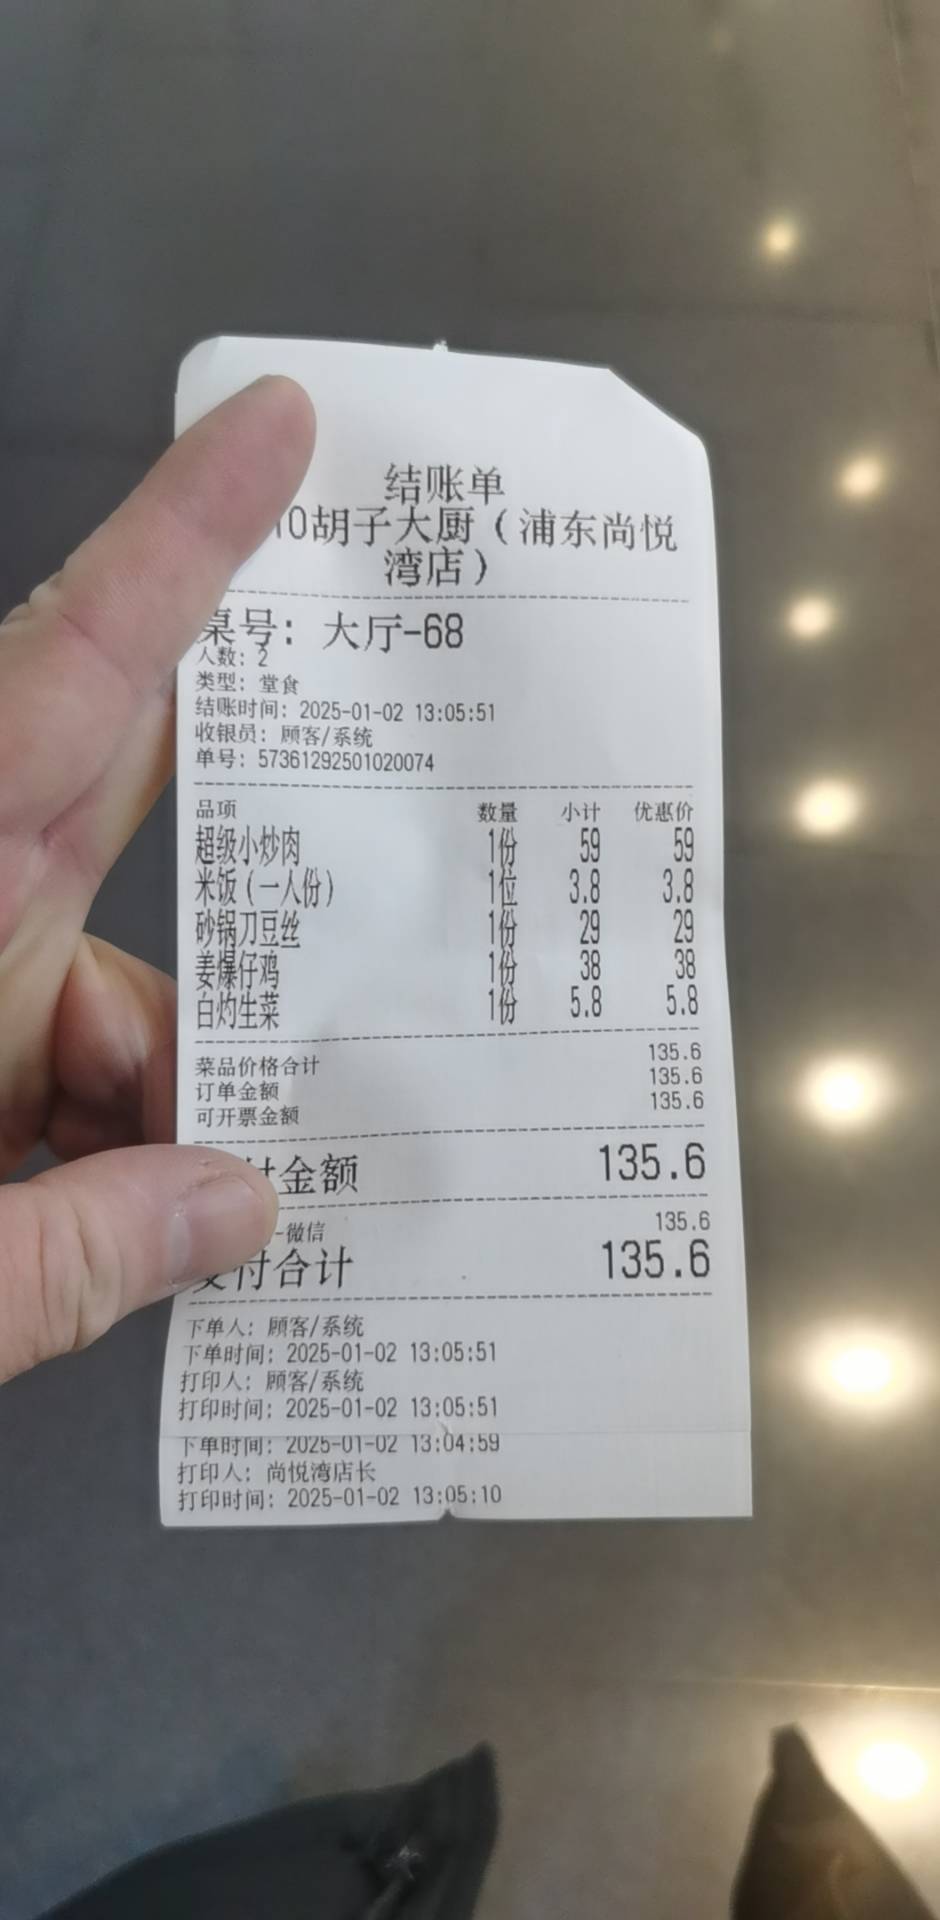 结账单
10胡子大厨（浦东尚悦
湾店）
桌号: 大厅-68
人数: 2
类型: 堂食
结账时间: 2025-01-02 13:05:51
收银员: 顾客/系统
单号: 57361292501020074
品项 数量 小计 优惠价
超级小炒肉 1份 59 59
米饭（一人份） 1位 3.8 3.8
砂锅刀豆丝 1份 29 29
姜爆仔鸡 1份 38 38
白灼生菜 1份 5.8 5.8
菜品价格合计 135.6
订单金额 135.6
可开票金额 135.6
付金额 135.6
-微信 135.6
支付合计 135.6
下单人: 顾客/系统
下单时间: 2025-01-02 13:05:51
打印人: 顾客/系统
打印时间: 2025-01-02 13:05:51
下单时间: 2025-01-02 13:04:59
打印人: 尚悦湾店长
打印时间: 2025-01-02 13:05:10